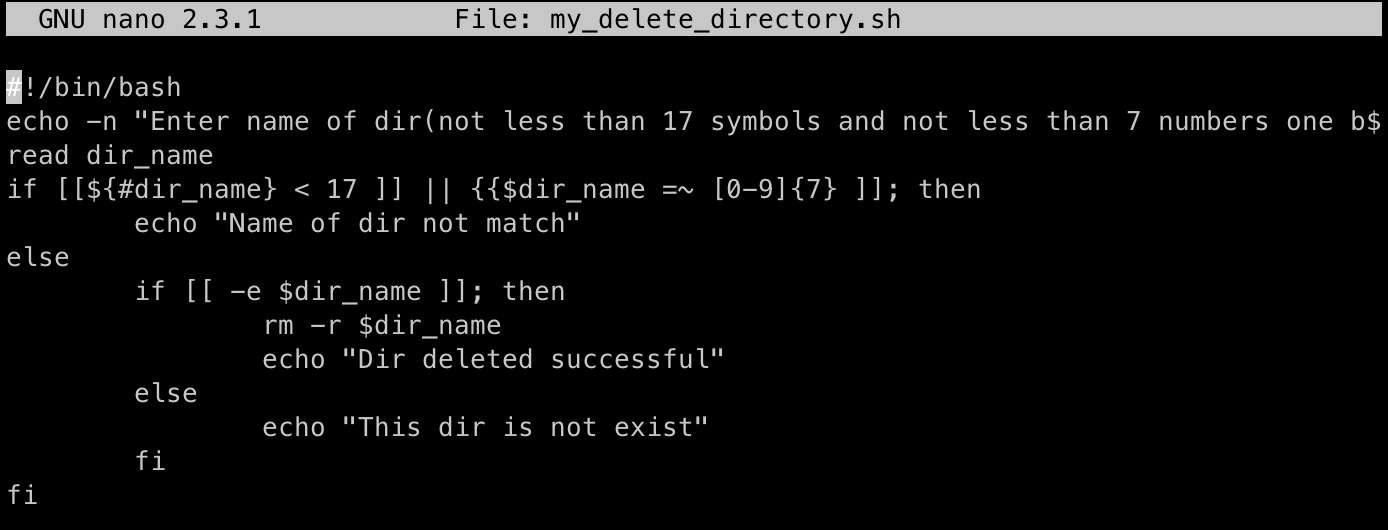 GNU nano 2.3.1 File: my_delete_directory.sh
#!/bin/bash
echo -n "Enter name of dir(not less than 17 symbols and not less than 7 numbers one b$
read dir_name
if [[${#dir_name} < 17 ]] || {{$dir_name =~ [0-9]{7} ]]; then
echo "Name of dir not match"
else
if [[ -e $dir_name ]]; then
rm -r $dir_name
echo "Dir deleted successful"
else
echo "This dir is not exist"
fi
fi